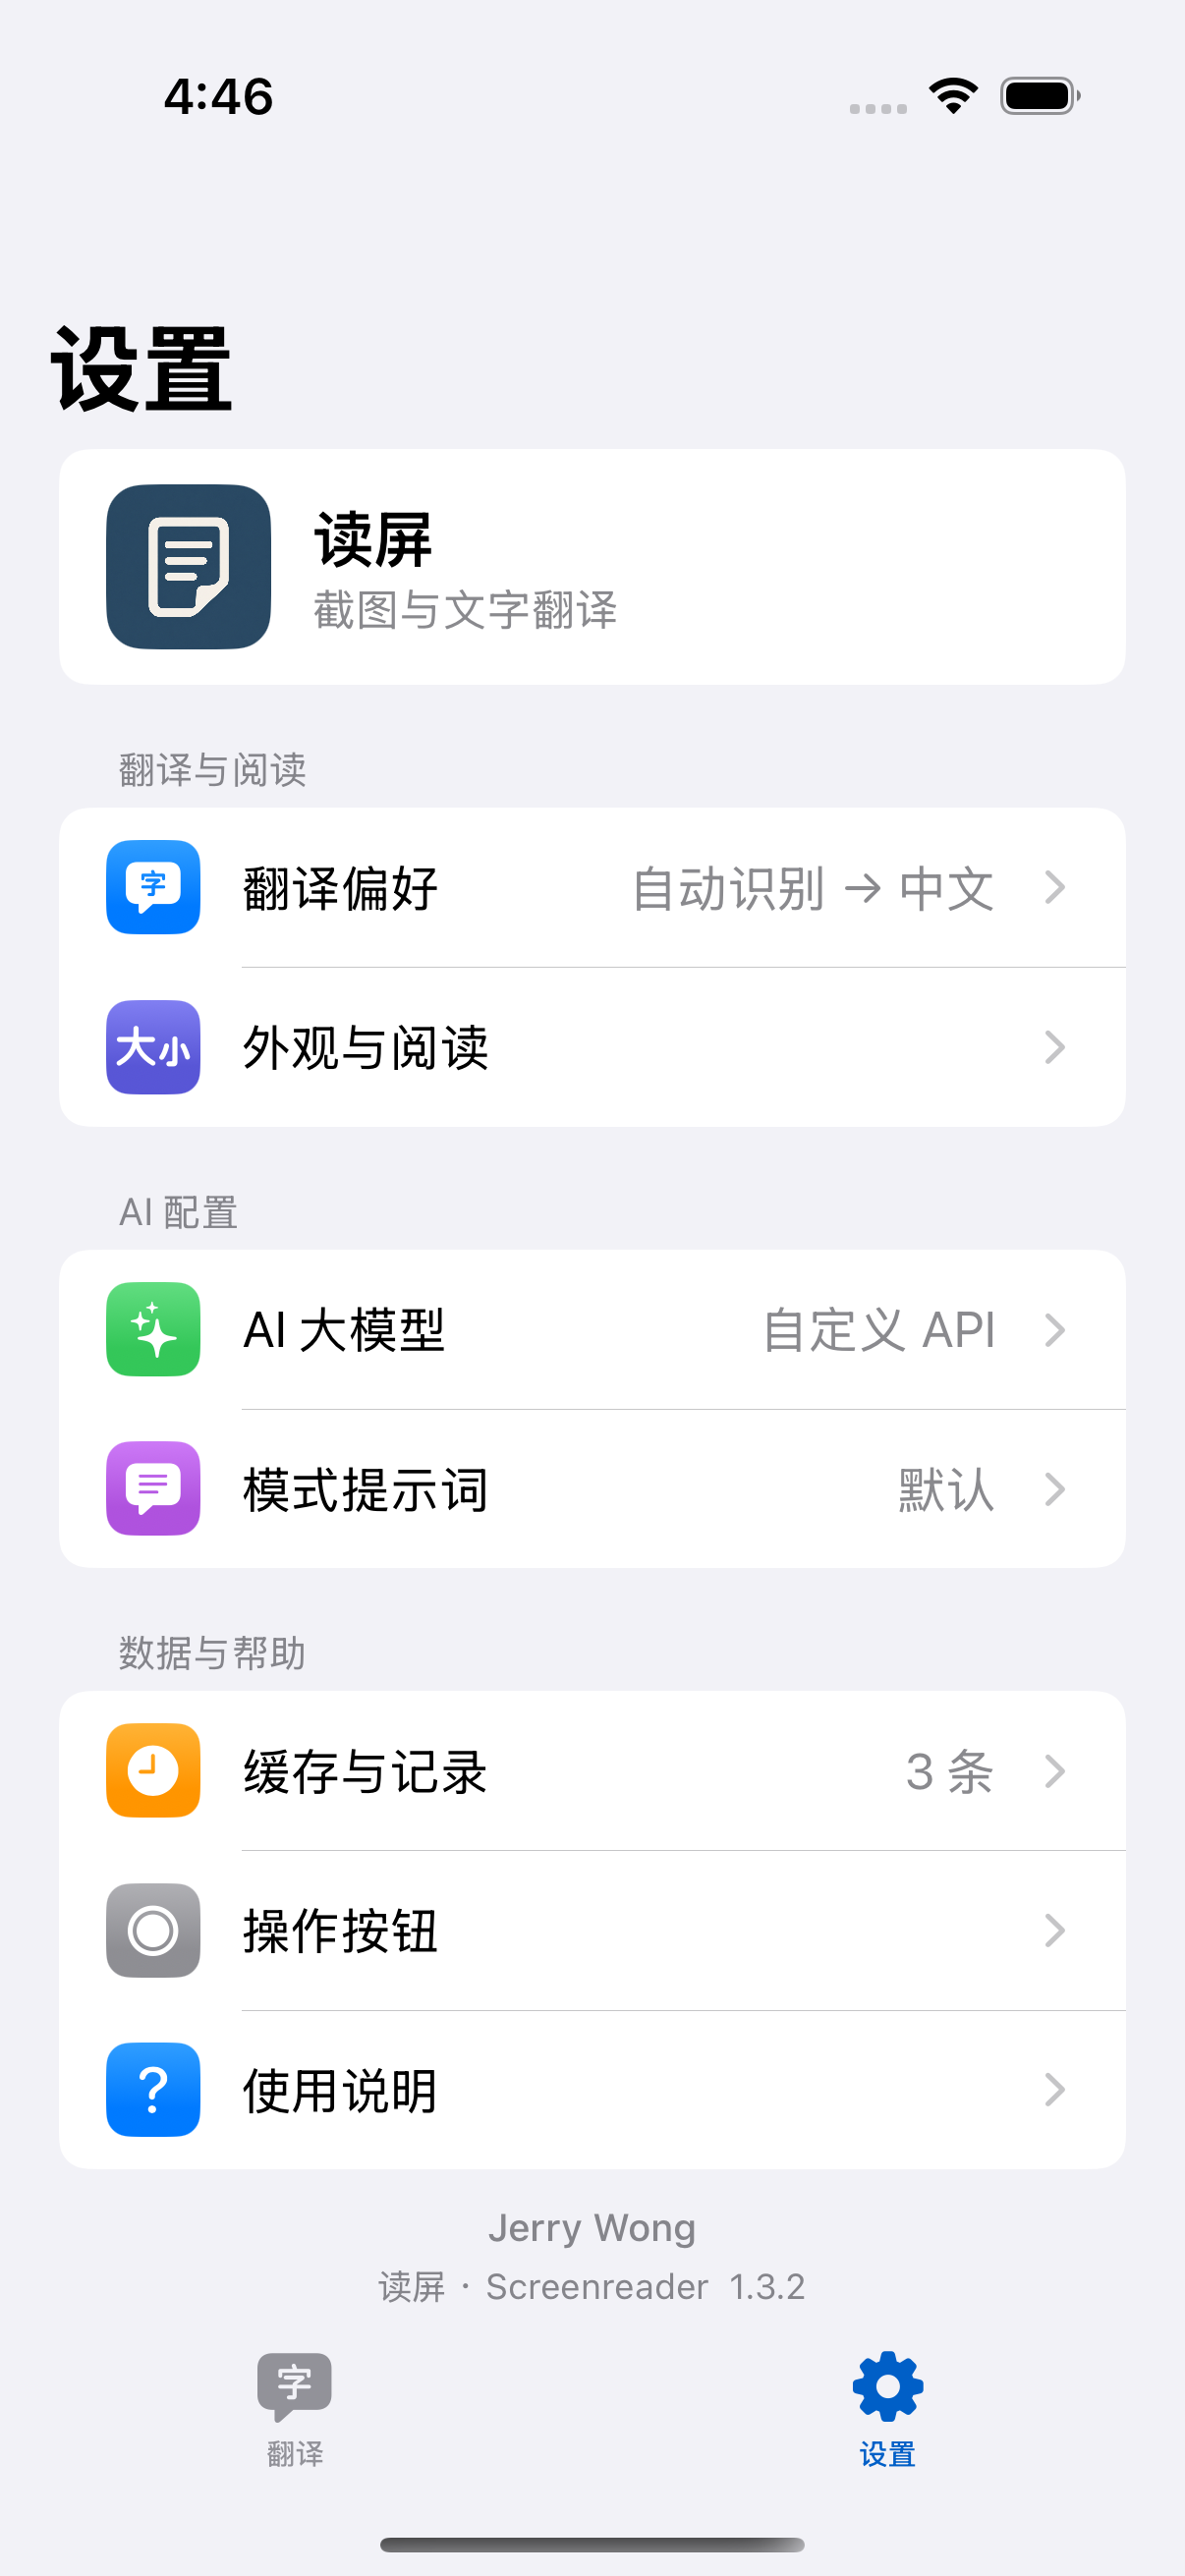 4:46
设置
读屏
截图与文字翻译
翻译与阅读
字
翻译偏好 自动识别 → 中文
大小
外观与阅读
AI 配置
AI 大模型 自定义 API
模式提示词 默认
数据与帮助
缓存与记录 3 条
操作按钮
? 使用说明
Jerry Wong
读屏 · Screenreader 1.3.2
字
翻译 设置